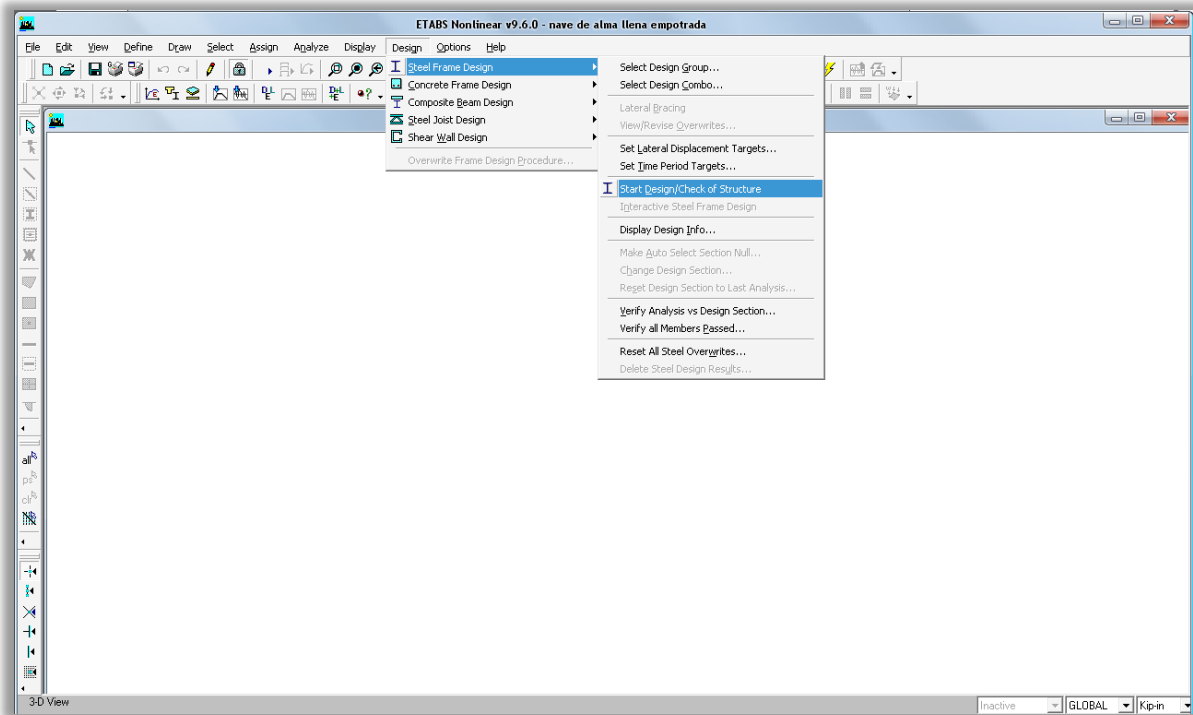 ETABS Nonlinear v9.6.0 - nave de alma llena empotrada
File Edit View Define Draw Select Assign Analyze Display Design Options Help
Steel Frame Design
Concrete Frame Design
Composite Beam Design
Steel Joist Design
Shear Wall Design
Overwrite Frame Design Procedure...
Select Design Group...
Select Design Combo...
Lateral Bracing
View/Revise Overwrites...
Set Lateral Displacement Targets...
Set Time Period Targets...
Start Design/Check of Structure
Interactive Steel Frame Design
Display Design Info...
Make Auto Select Section Null...
Change Design Section...
Reset Design Section to Last Analysis...
Verify Analysis vs Design Section...
Verify all Members Passed...
Reset All Steel Overwrites...
Delete Steel Design Results...
all
ps
clr
3-D View
Inactive GLOBAL Kip-in